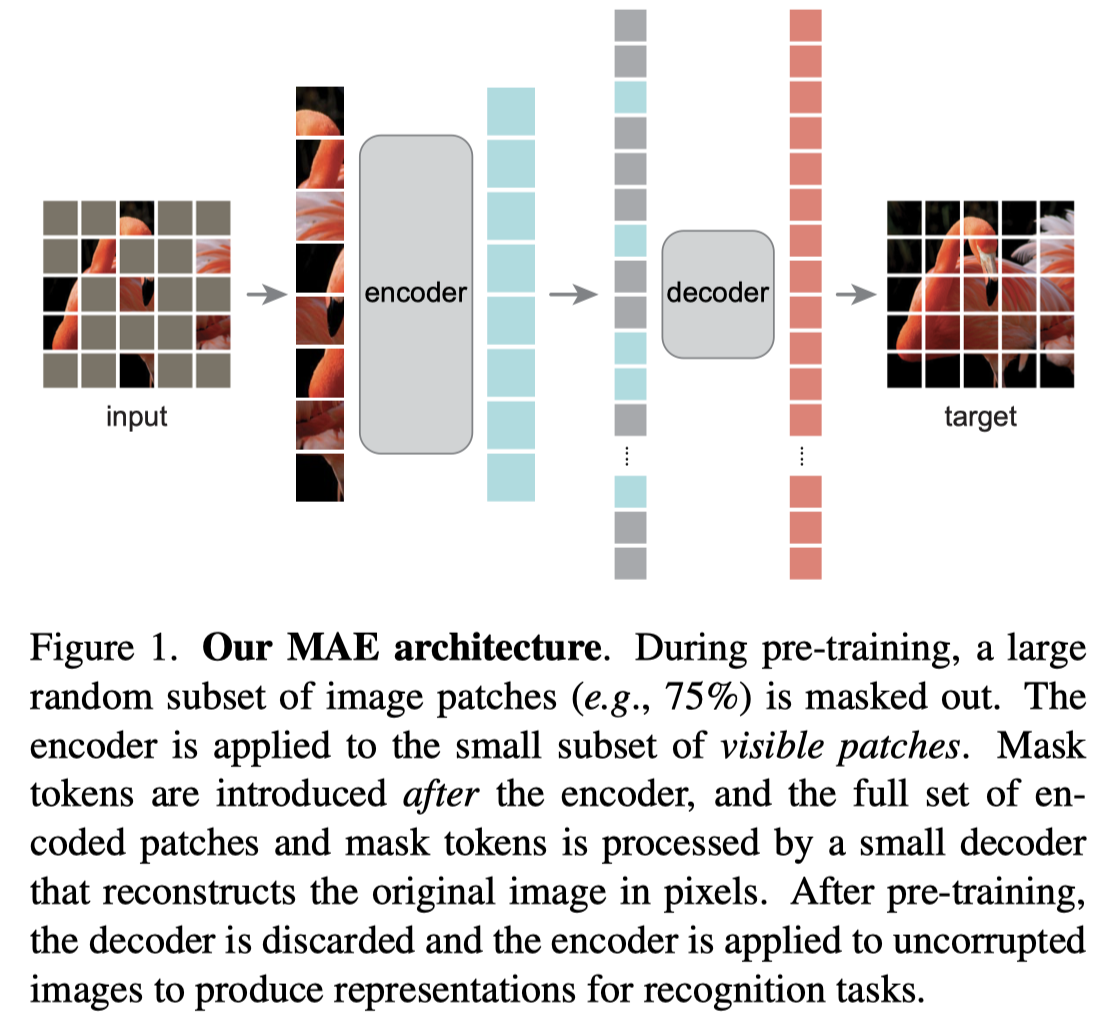 input
encoder
decoder
target
Figure 1. Our MAE architecture. During pre-training, a large
random subset of image patches (e.g., 75%) is masked out. The
encoder is applied to the small subset of visible patches. Mask
tokens are introduced after the encoder, and the full set of en-
coded patches and mask tokens is processed by a small decoder
that reconstructs the original image in pixels. After pre-training,
the decoder is discarded and the encoder is applied to uncorrupted
images to produce representations for recognition tasks.